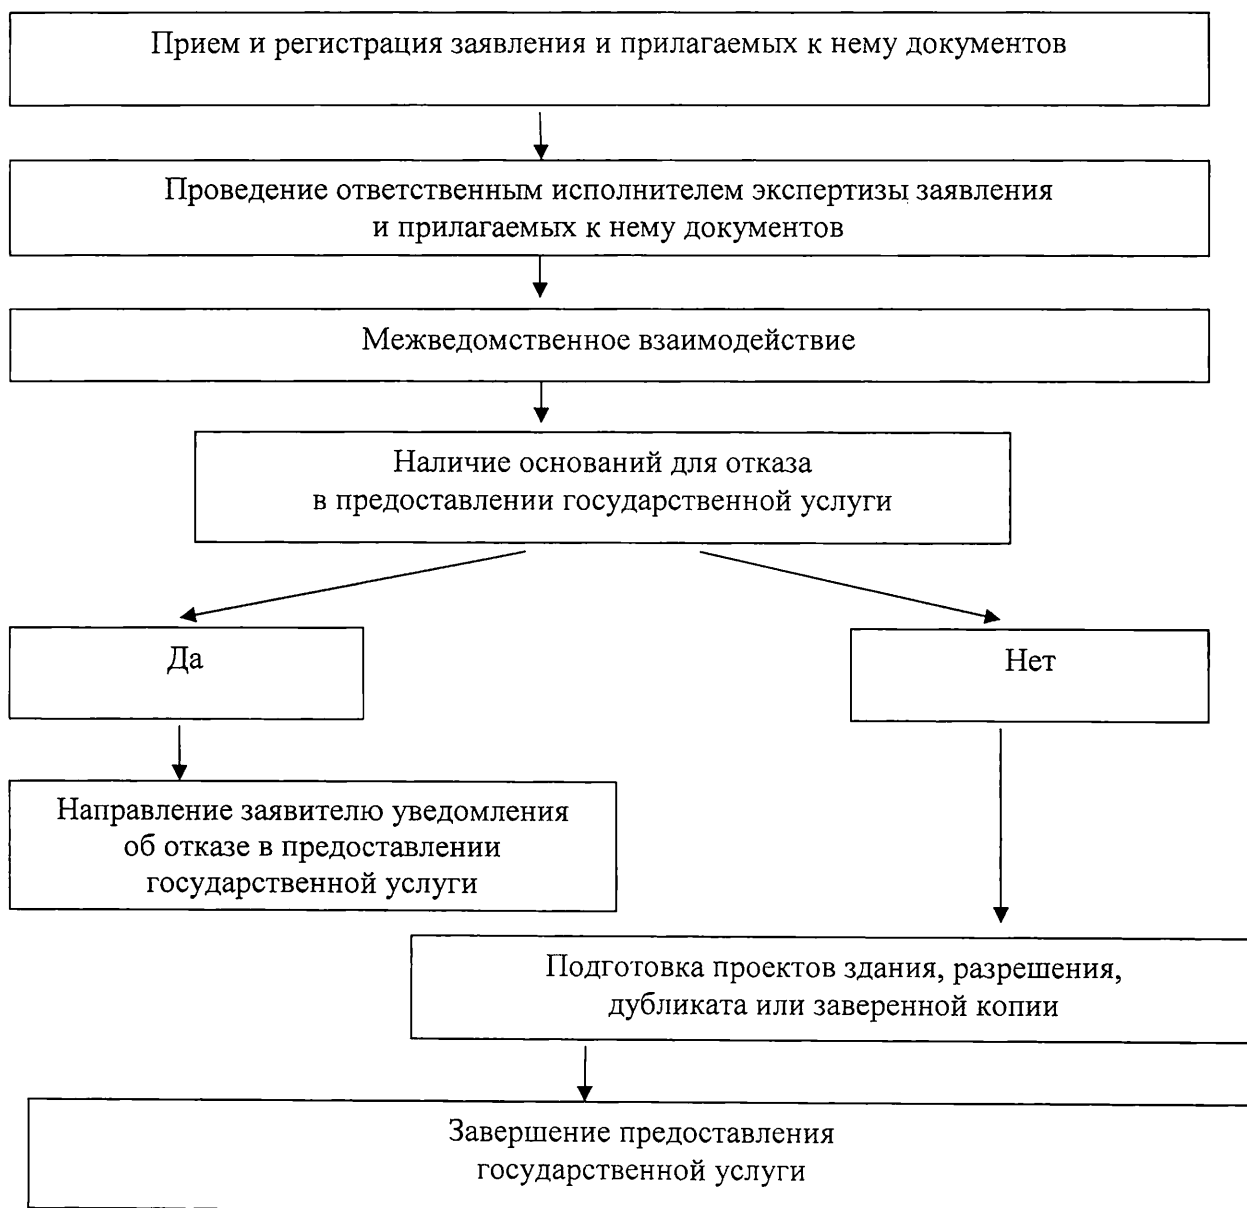 Прием и регистрация заявления и прилагаемых к нему документов
Проведение ответственным исполнителем экспертизы заявления
и прилагаемых к нему документов
Межведомственное взаимодействие
Наличие оснований для отказа
в предоставлении государственной услуги
Да
Нет
Направление заявителю уведомления
об отказе в предоставлении
государственной услуги
Подготовка проектов здания, разрешения,
дубликата или заверенной копии
Завершение предоставления
государственной услуги